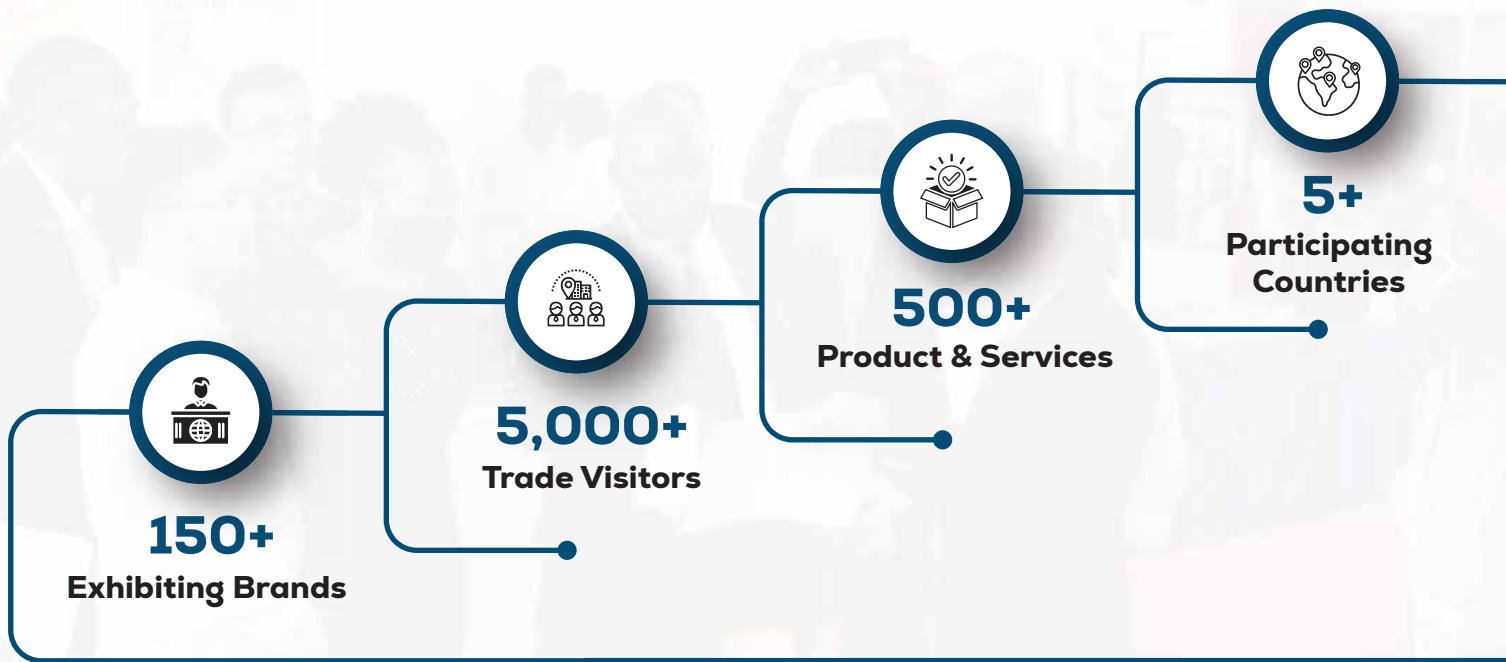 150+
Exhibiting Brands
5,000+
Trade Visitors
500+
Product & Services
5+
Participating
Countries